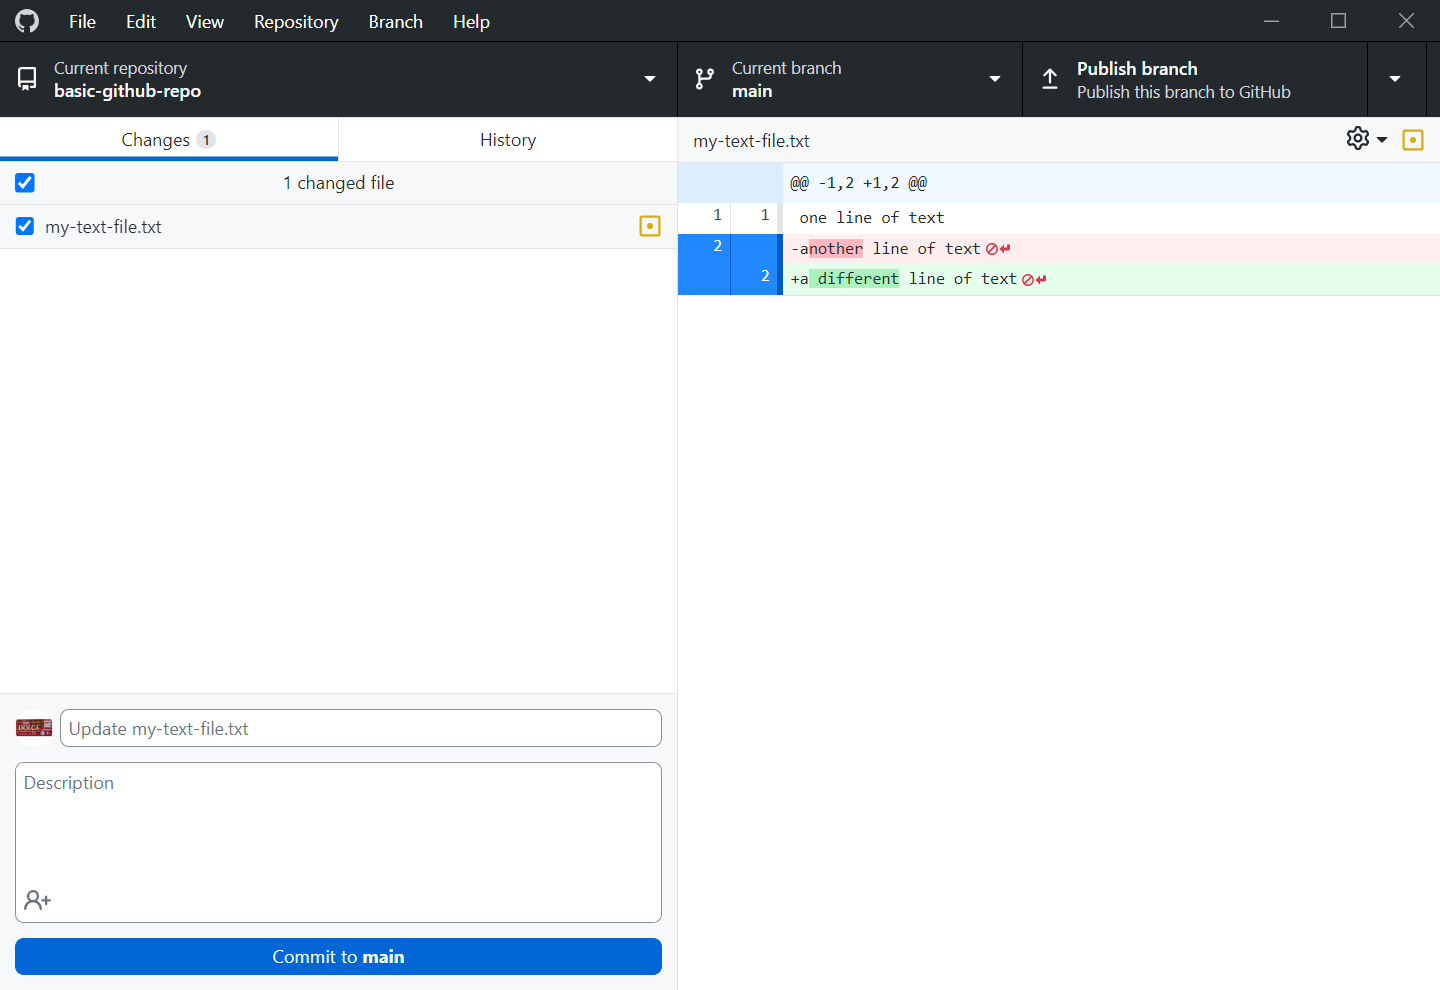 File Edit View Repository Branch Help
Current repository
basic-github-repo
Current branch
main
Publish branch
Publish this branch to GitHub
Changes 1
History
1 changed file
my-text-file.txt
my-text-file.txt
@@ -1,2 +1,2 @@
1 1 one line of text
2 -another line of text
2 +a different line of text
Update my-text-file.txt
Description
Commit to main